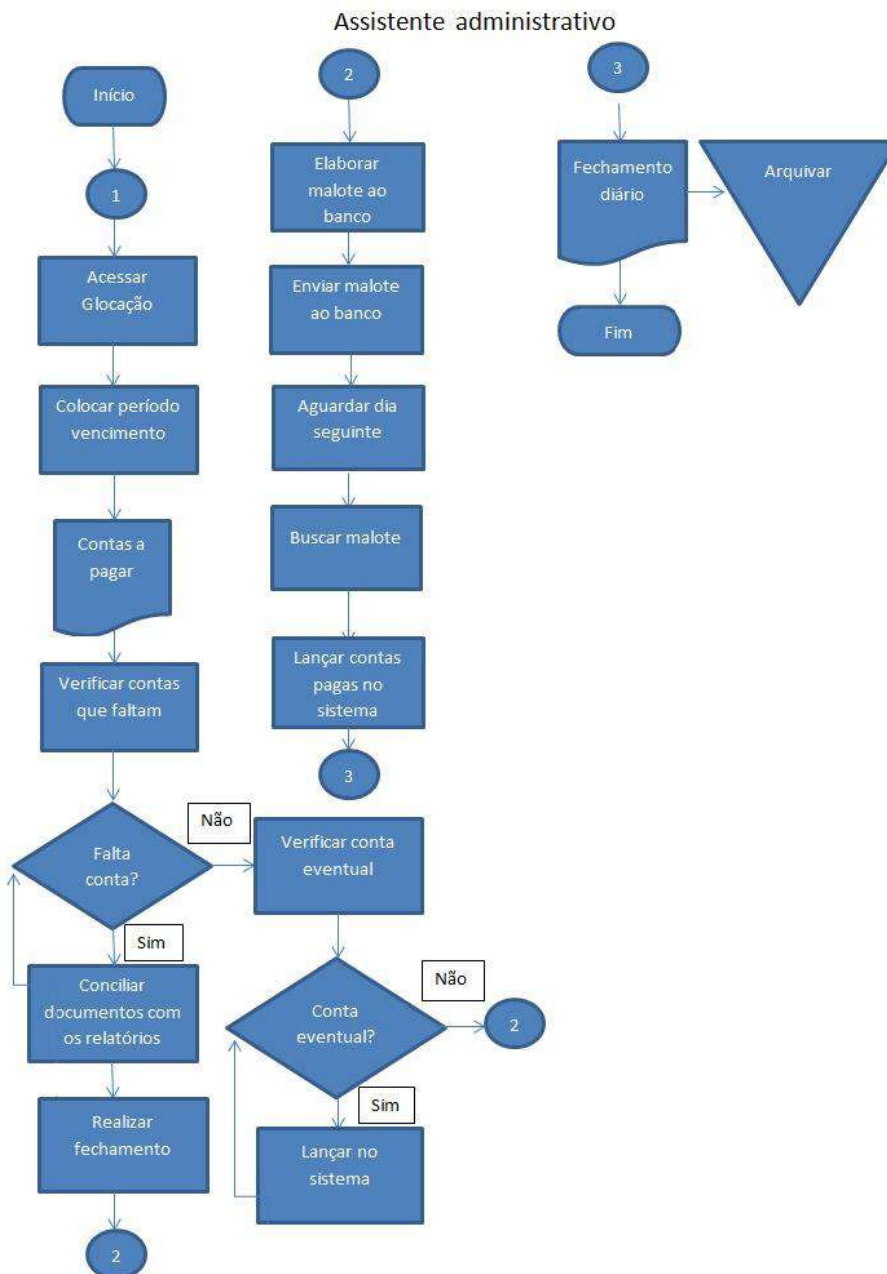 Assistente administrativo
Início
1
Acessar
Glocação
Colocar período
vencimento
Contas a
pagar
Verificar contas
que faltam
Falta
conta?
Não
Sim
Conciliar
documentos com
os relatórios
Realizar
fechamento
2
Verificar conta
eventual
Conta
eventual?
Não
2
Sim
Lançar no
sistema
2
Elaborar
malote ao
banco
Enviar malote
ao banco
Aguardar dia
seguinte
Buscar malote
Lançar contas
pagas no
sistema
3
3
Fechamento
diário
Arquivar
Fim